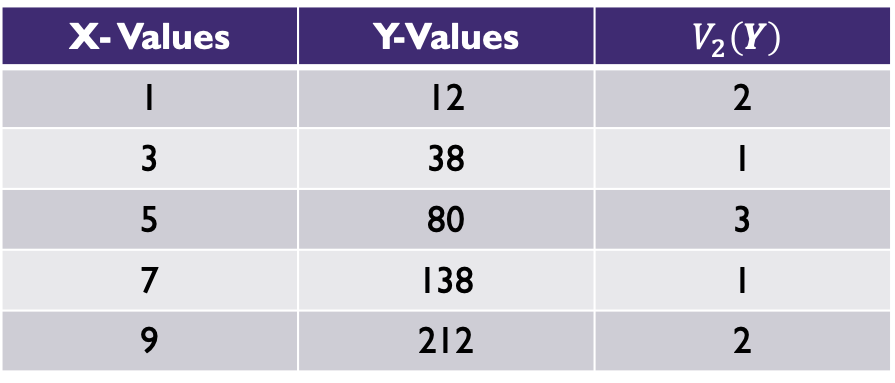 X- Values Y-Values V₂(Y)
1 12 2
3 38 1
5 80 3
7 138 1
9 212 2